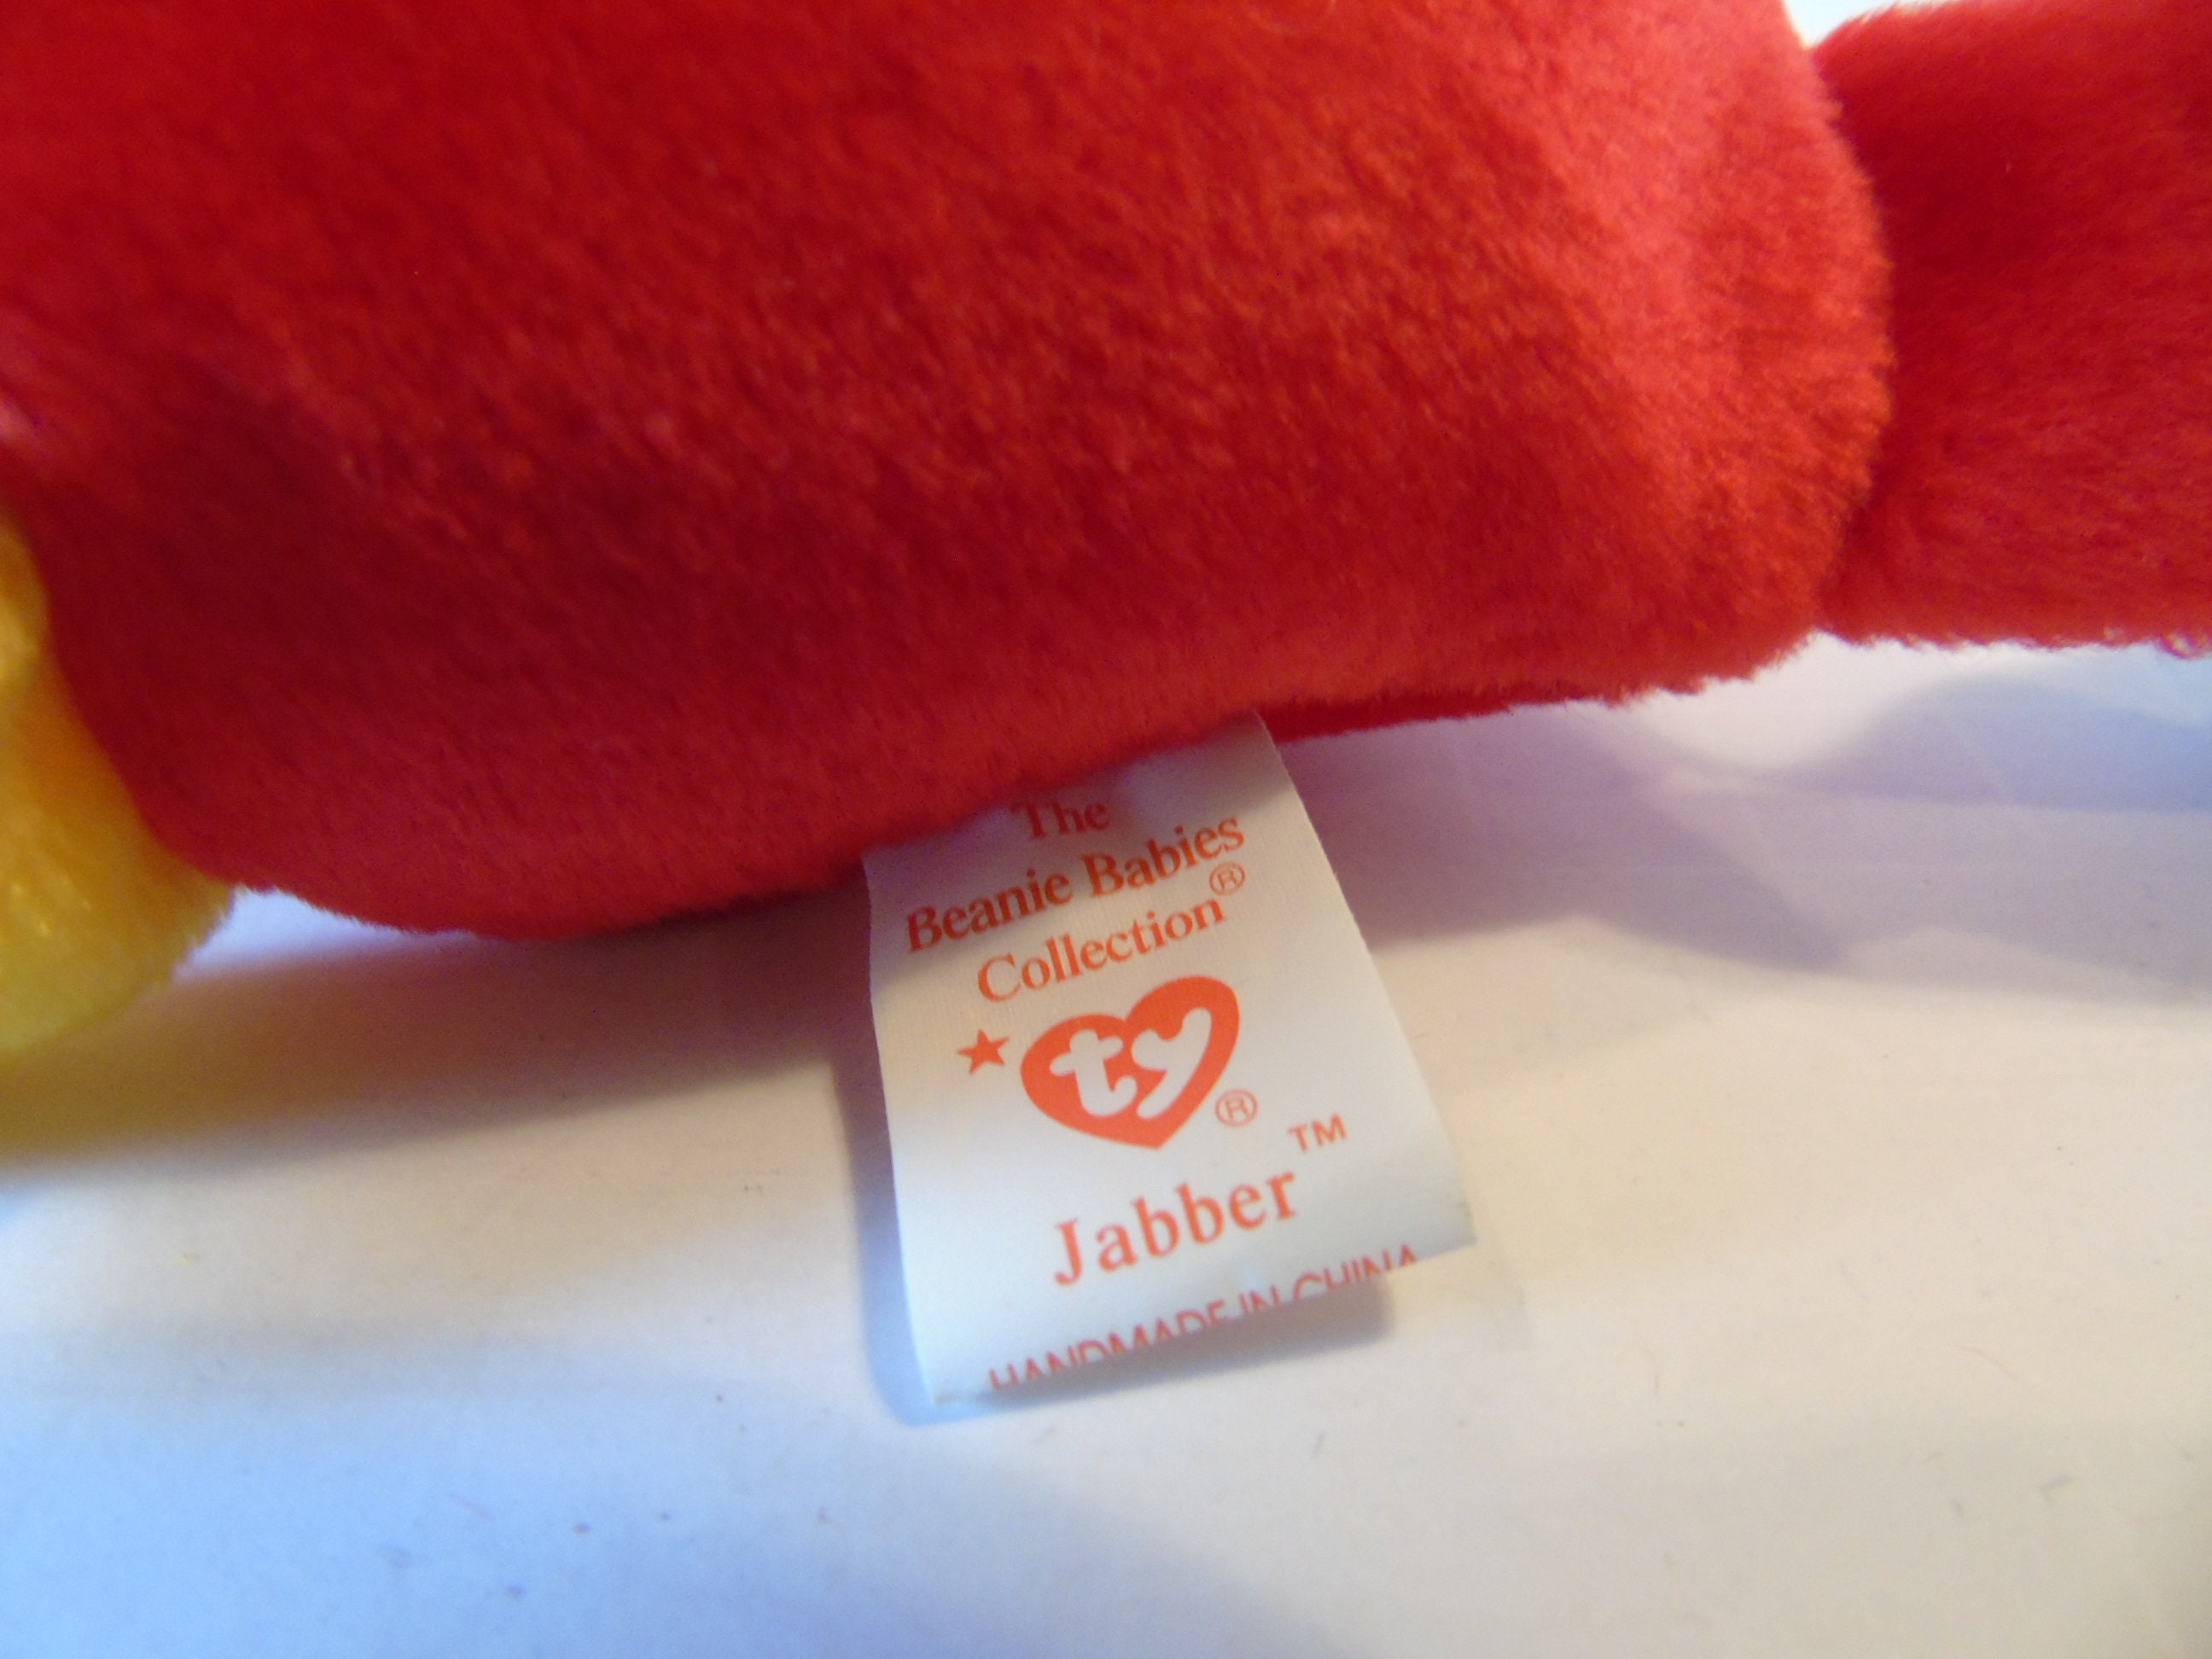 The
Beanie Babies
Collection®
★ ty®
Jabber™
HANDMADE IN CHINA